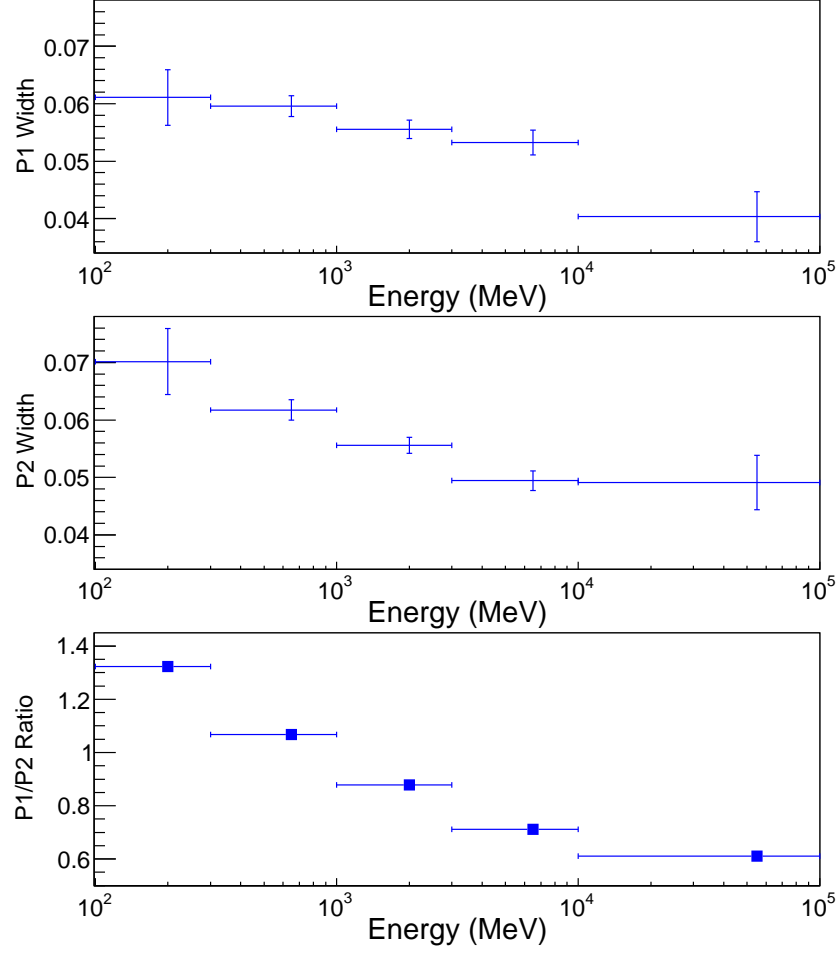 0.07
0.06
0.05
0.04
P1 Width
10² 10³ 10⁴ 10⁵
Energy (MeV)
0.07
0.06
0.05
0.04
P2 Width
10² 10³ 10⁴ 10⁵
Energy (MeV)
1.4
1.2
1
0.8
0.6
P1/P2 Ratio
10² 10³ 10⁴ 10⁵
Energy (MeV)